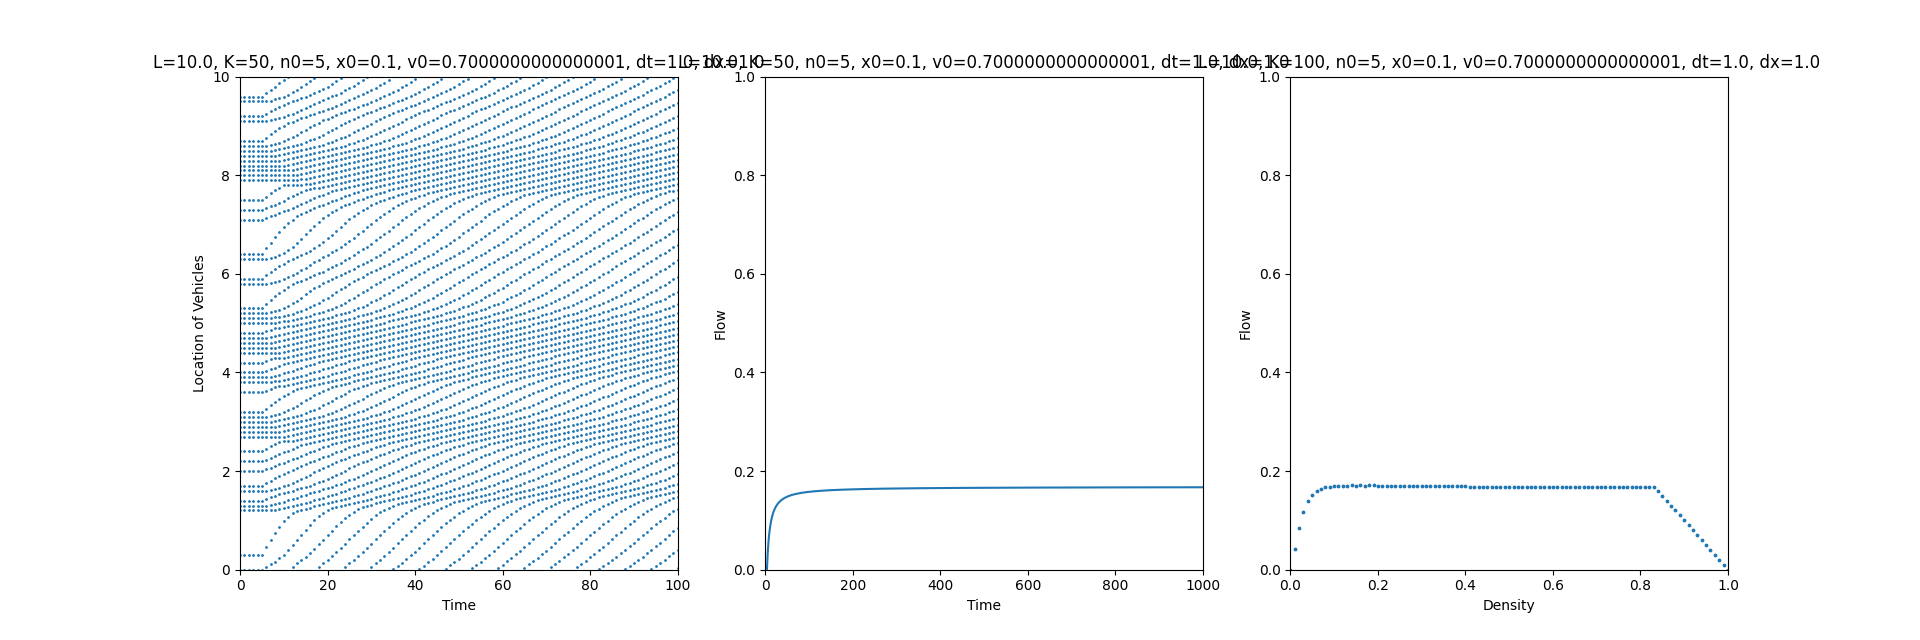 L=10.0, K=50, n0=5, x0=0.1, v0=0.7000000000000001, dt=1.0, dx=1.0
L=10.0, K=50, n0=5, x0=0.1, v0=0.7000000000000001, dt=1.0, dx=1.0
L=10.0, K=100, n0=5, x0=0.1, v0=0.7000000000000001, dt=1.0, dx=1.0
Location of Vehicles
10
8
6
4
2
0
0 20 40 60 80 100
Time
Flow
1.0
0.8
0.6
0.4
0.2
0.0
0 200 400 600 800 1000
Time
Flow
1.0
0.8
0.6
0.4
0.2
0.0
0.0 0.2 0.4 0.6 0.8 1.0
Density